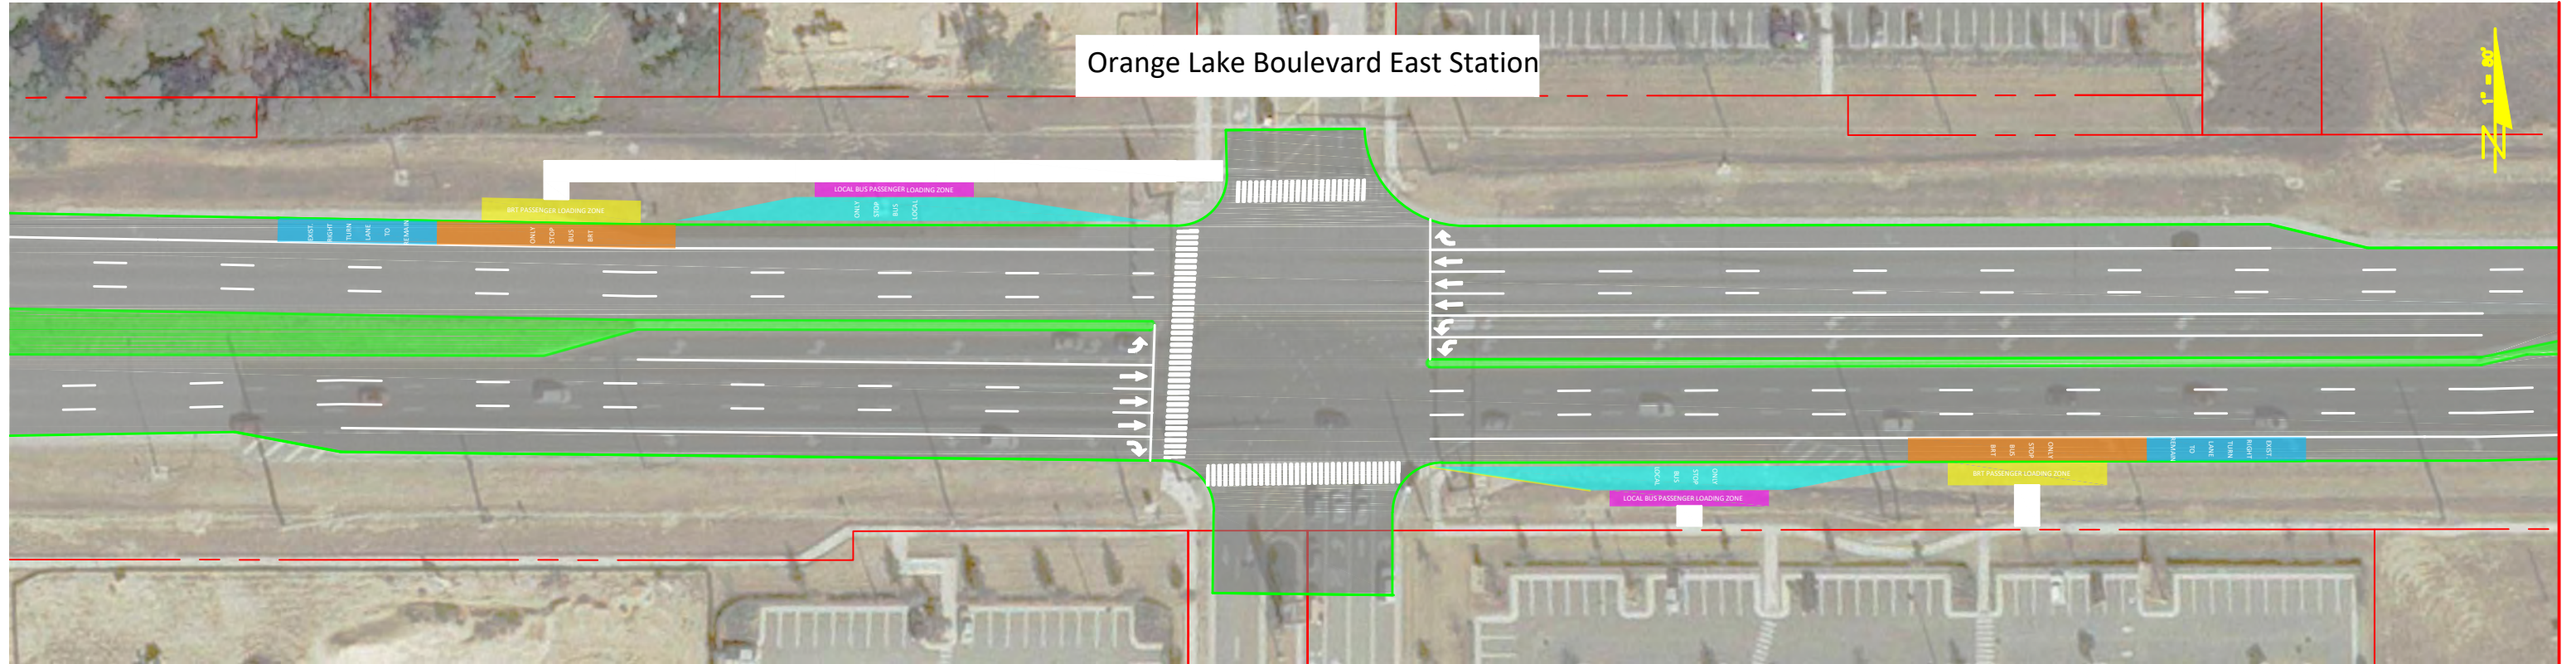 Orange Lake Boulevard East Station
1" = 80'
N
LOCAL BUS PASSENGER LOADING ZONE
BRT PASSENGER LOADING ZONE
ONLY
STOP
BUS
LOCAL
EXIST.
RIGHT
TURN
LANE
TO
REMAIN
ONLY
STOP
BUS
BRT
BRT
BUS
STOP
ONLY
REMAIN
TO
LANE
TURN
RIGHT
EXIST.
LOCAL
BUS
STOP
ONLY
BRT PASSENGER LOADING ZONE
LOCAL BUS PASSENGER LOADING ZONE